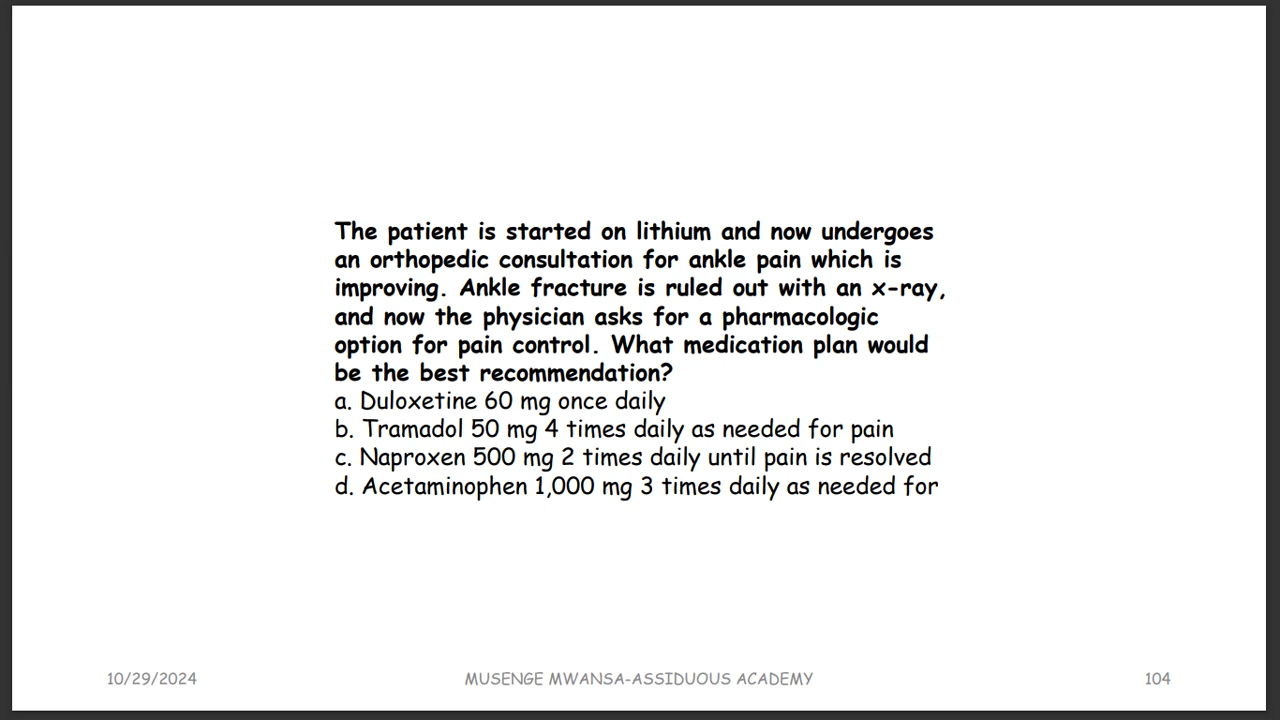 The patient is started on lithium and now undergoes
an orthopedic consultation for ankle pain which is
improving. Ankle fracture is ruled out with an x-ray,
and now the physician asks for a pharmacologic
option for pain control. What medication plan would
be the best recommendation?
a. Duloxetine 60 mg once daily
b. Tramadol 50 mg 4 times daily as needed for pain
c. Naproxen 500 mg 2 times daily until pain is resolved
d. Acetaminophen 1,000 mg 3 times daily as needed for
10/29/2024
MUSENGE MWANSA-ASSIDUOUS ACADEMY
104